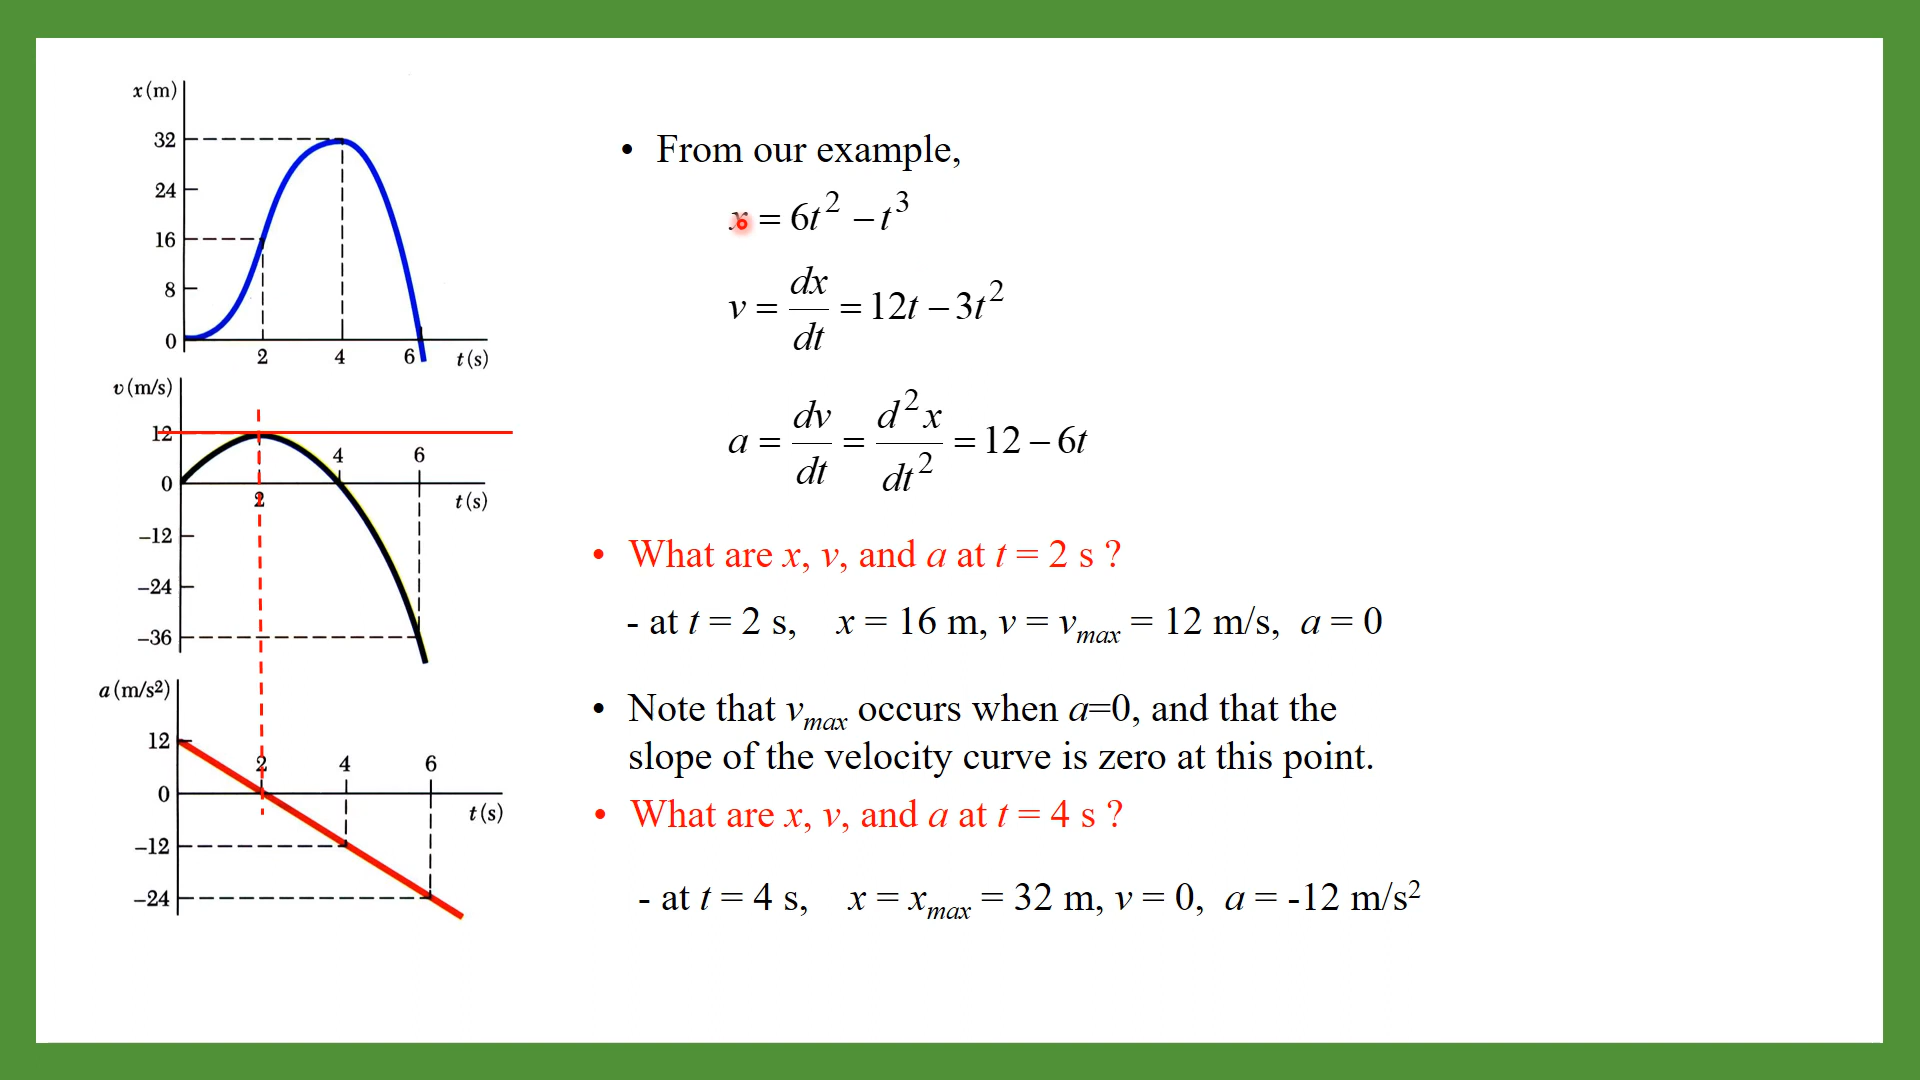 x (m)
32
24
16
8
0
2 4 6 t (s)
v (m/s)
12
4 6
0
2 t (s)
−12
−24
−36
a (m/s²)
12
2 4 6
0
t (s)
−12
−24
• From our example,
x = 6t² − t³
v = dx/dt = 12t − 3t²
a = dv/dt = d²x/dt² = 12 − 6t
• What are x, v, and a at t = 2 s ?
- at t = 2 s, x = 16 m, v = vmax = 12 m/s, a = 0
• Note that vmax occurs when a=0, and that the
slope of the velocity curve is zero at this point.
• What are x, v, and a at t = 4 s ?
- at t = 4 s, x = xmax = 32 m, v = 0, a = -12 m/s²